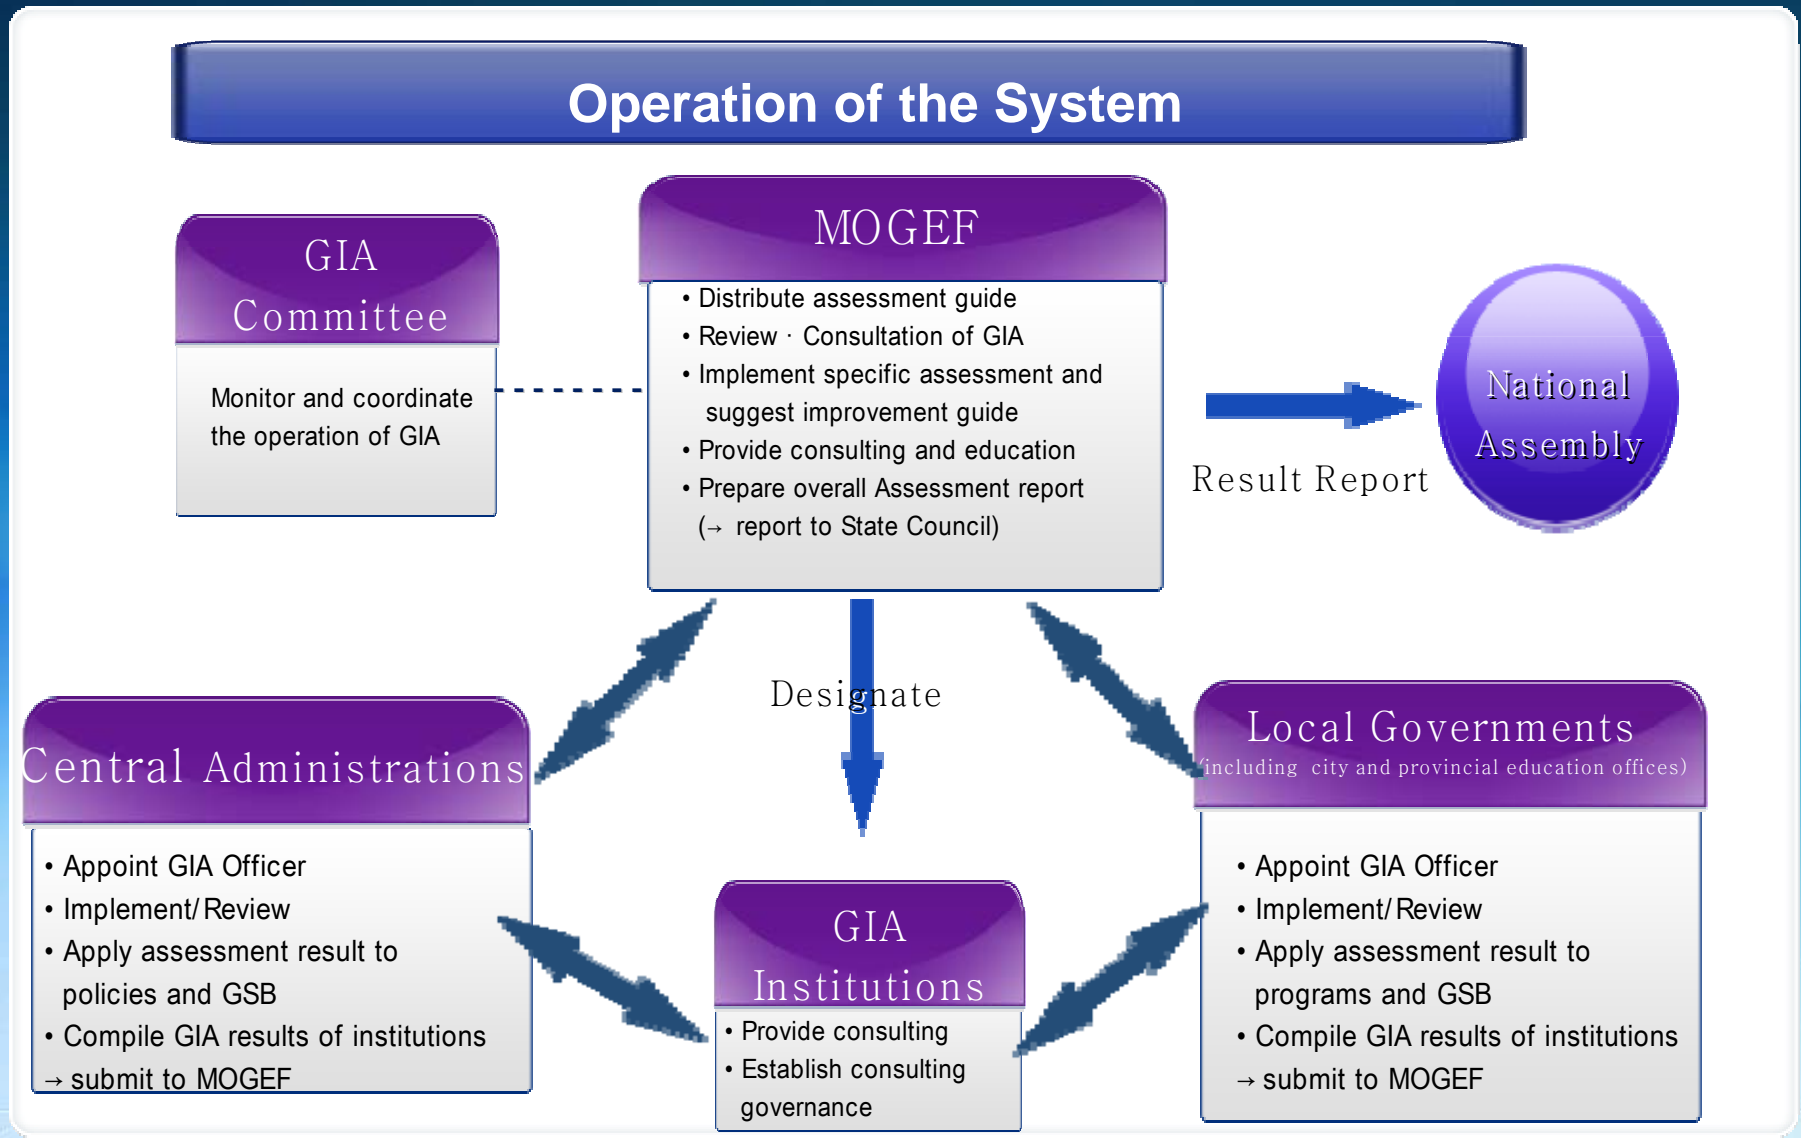 Operation of the System
GIA
Committee
Monitor and coordinate
the operation of GIA
MOGEF
• Distribute assessment guide
• Review · Consultation of GIA
• Implement specific assessment and
suggest improvement guide
• Provide consulting and education
• Prepare overall Assessment report
(→ report to State Council)
National
Assembly
Result Report
Designate
Central Administrations
• Appoint GIA Officer
• Implement/Review
• Apply assessment result to
policies and GSB
• Compile GIA results of institutions
→ submit to MOGEF
GIA
Institutions
• Provide consulting
• Establish consulting
governance
Local Governments
(including city and provincial education offices)
• Appoint GIA Officer
• Implement/Review
• Apply assessment result to
programs and GSB
• Compile GIA results of institutions
→ submit to MOGEF